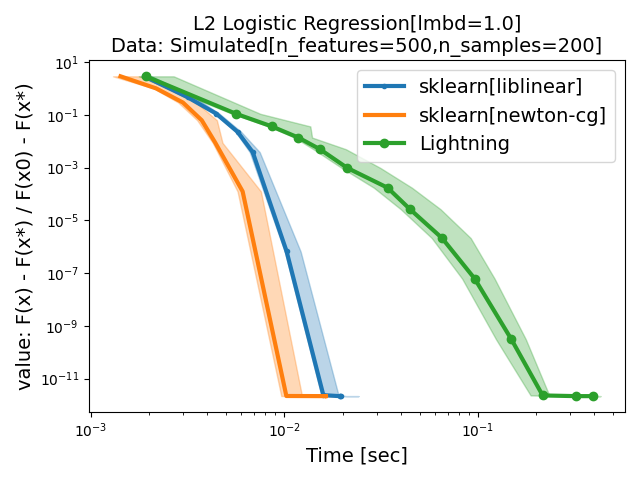 L2 Logistic Regression[lmbd=1.0]
Data: Simulated[n_features=500,n_samples=200]
value: F(x) - F(x*) / F(x0) - F(x*)
10¹
10⁻¹
10⁻³
10⁻⁵
10⁻⁷
10⁻⁹
10⁻¹¹
sklearn[liblinear]
sklearn[newton-cg]
Lightning
10⁻³
10⁻²
10⁻¹
Time [sec]